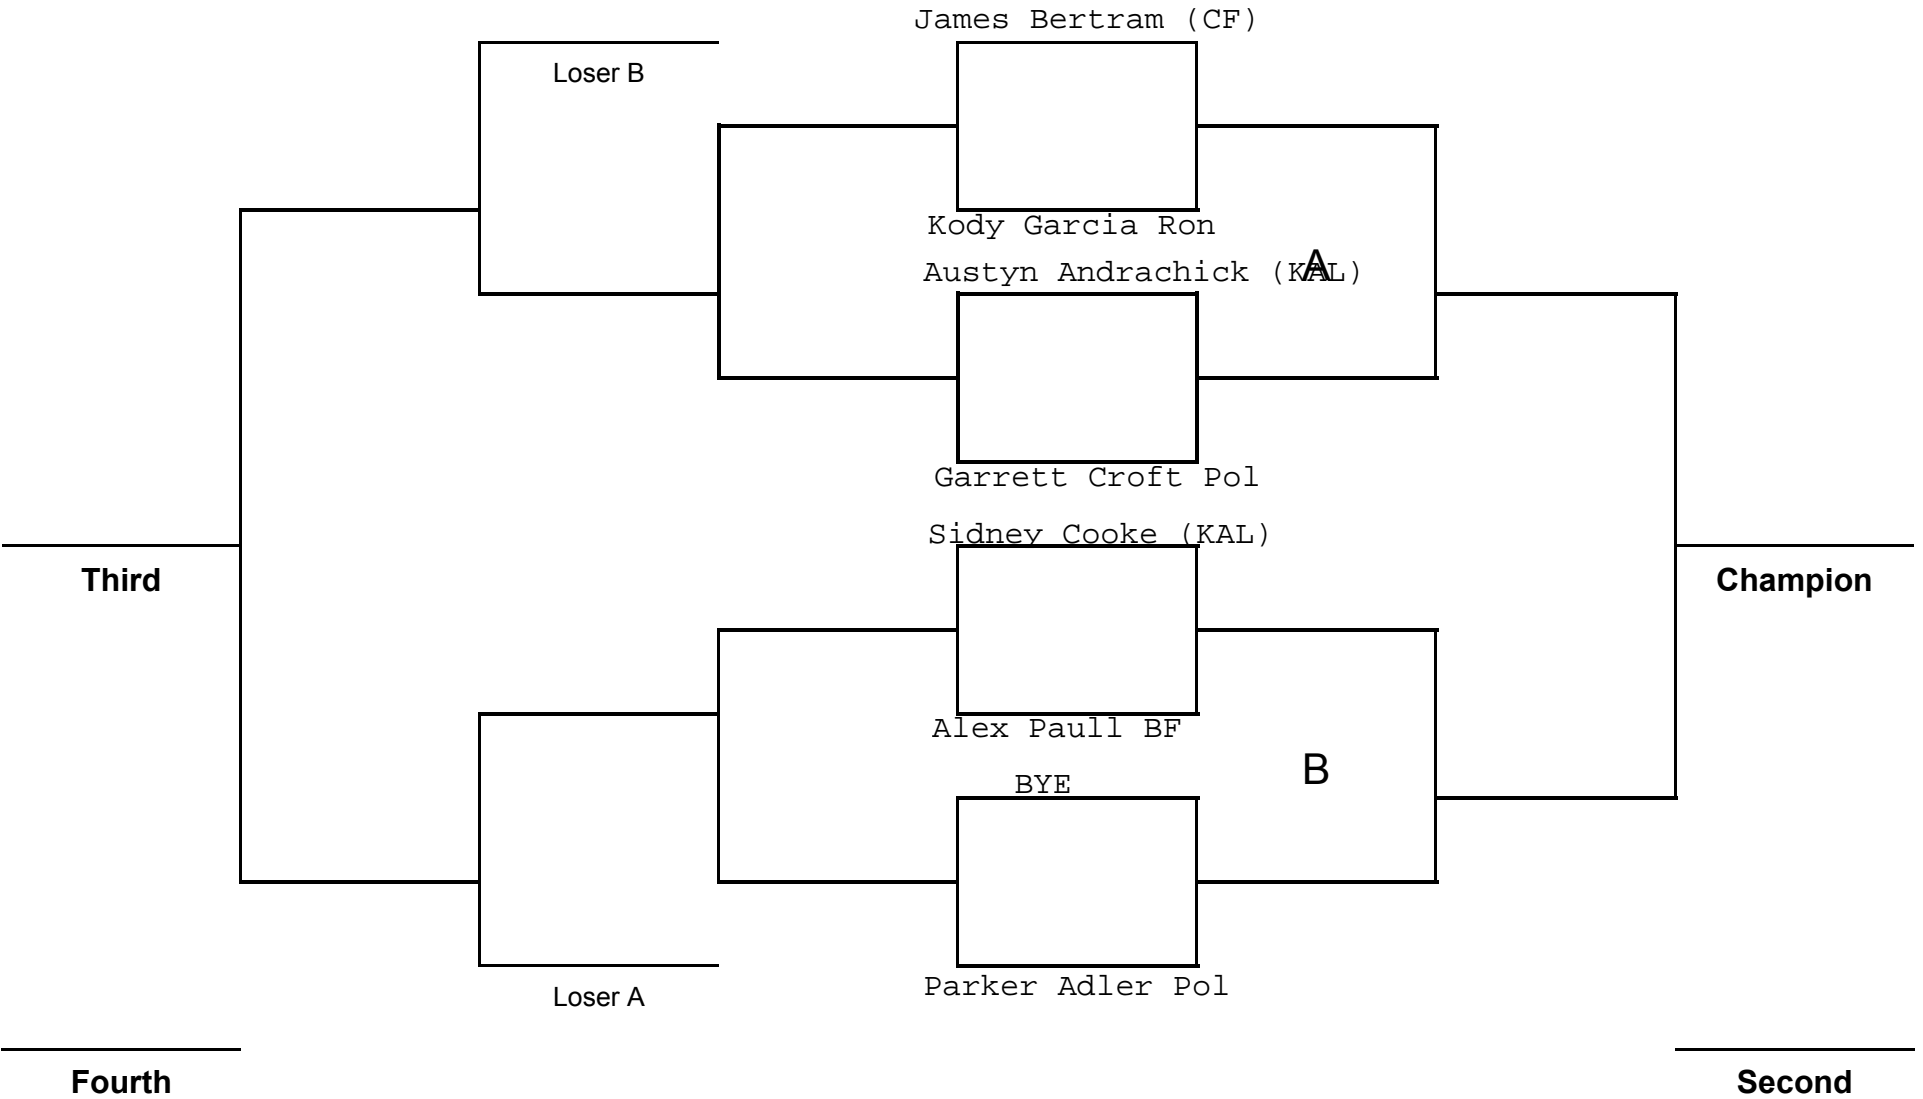 James Bertram (CF)
Loser B
Kody Garcia Ron
A
Austyn Andrachick (KAL)
Garrett Croft Pol
Sidney Cooke (KAL)
Third
Champion
Alex Paull BF
B
BYE
Parker Adler Pol
Loser A
Fourth
Second